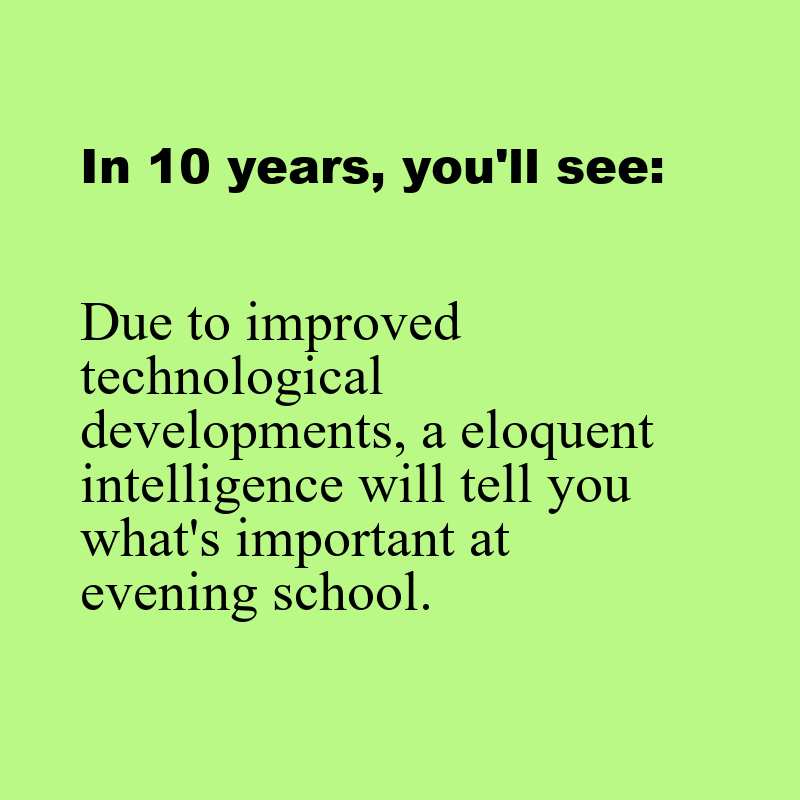 In 10 years, you'll see:
Due to improved
technological
developments, a eloquent
intelligence will tell you
what's important at
evening school.